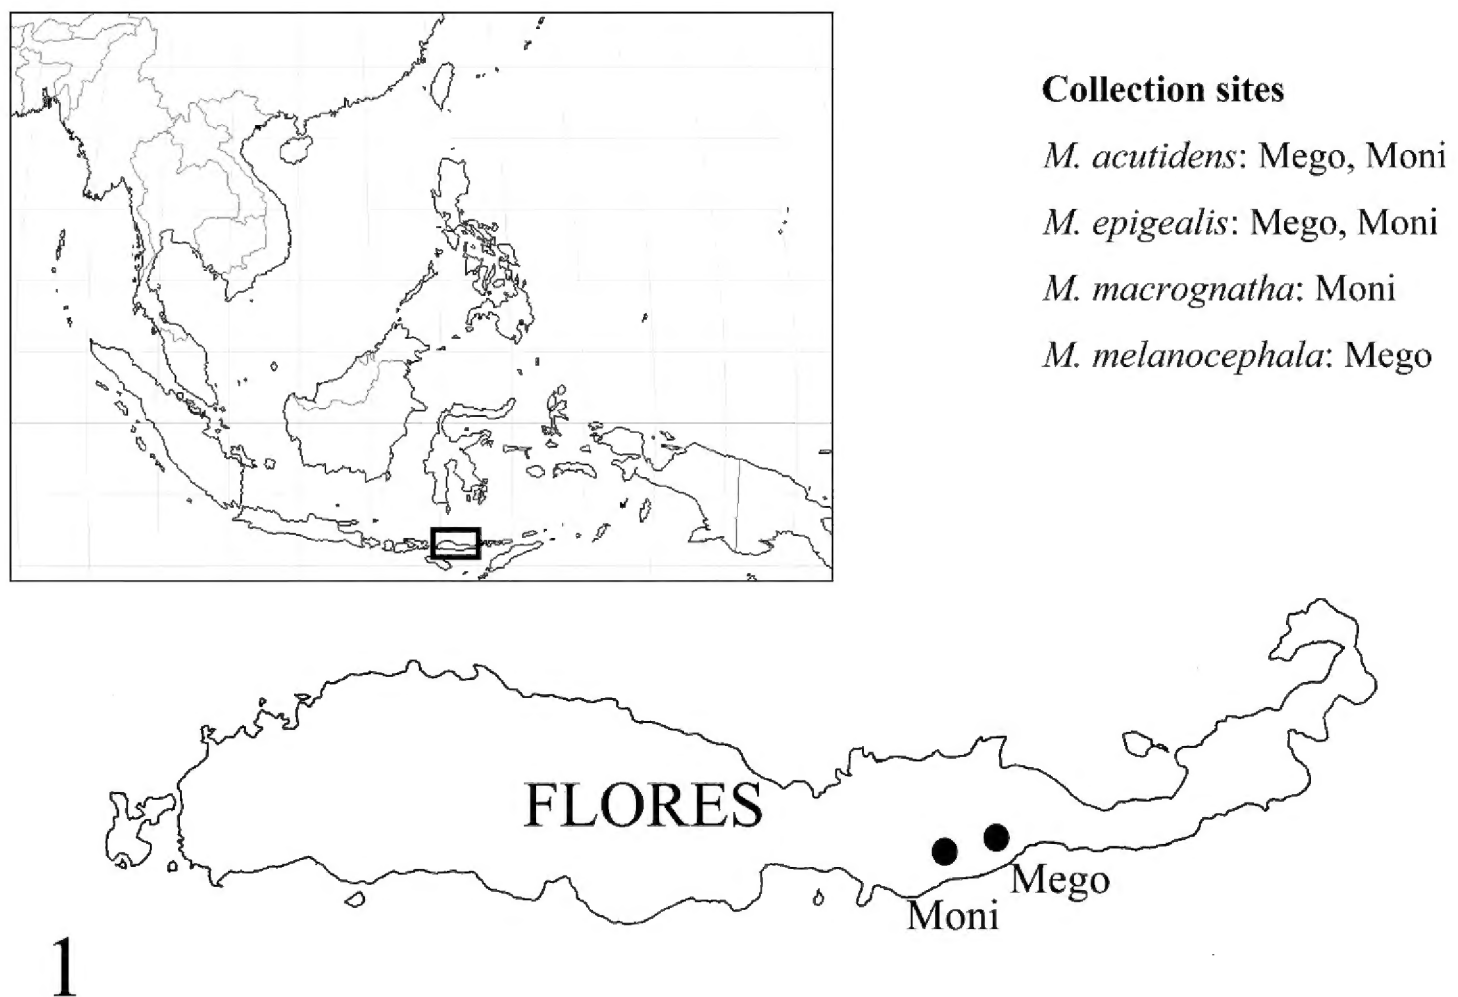 Collection sites
M. acutidens: Mego, Moni
M. epigealis: Mego, Moni
M. macrognatha: Moni
M. melanocephala: Mego
FLORES
Mego
Moni
1